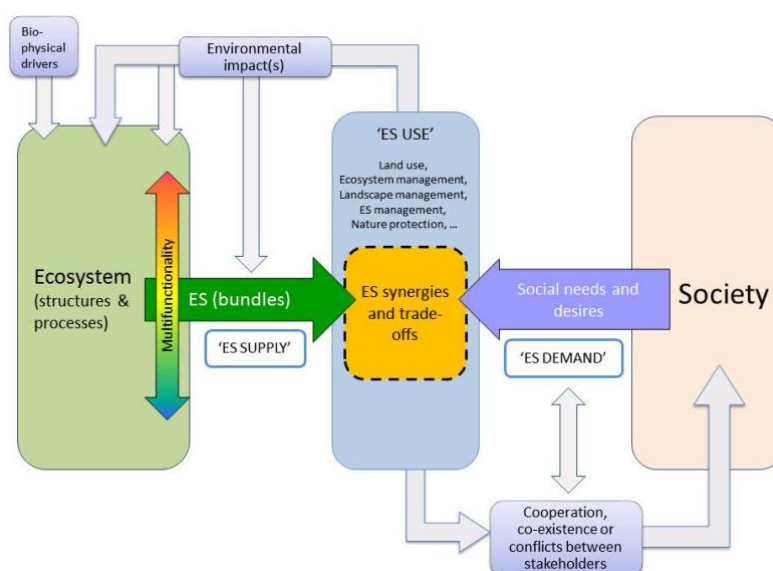 Bio-
physical
drivers
Environmental
impact(s)
'ES USE'
Land use,
Ecosystem management,
Landscape management,
ES management,
Nature protection, ...
Ecosystem
(structures &
processes)
Multifunctionality
ES (bundles)
'ES SUPPLY'
ES synergies
and trade-
offs
Social needs and
desires
'ES DEMAND'
Society
Cooperation,
co-existence or
conflicts between
stakeholders